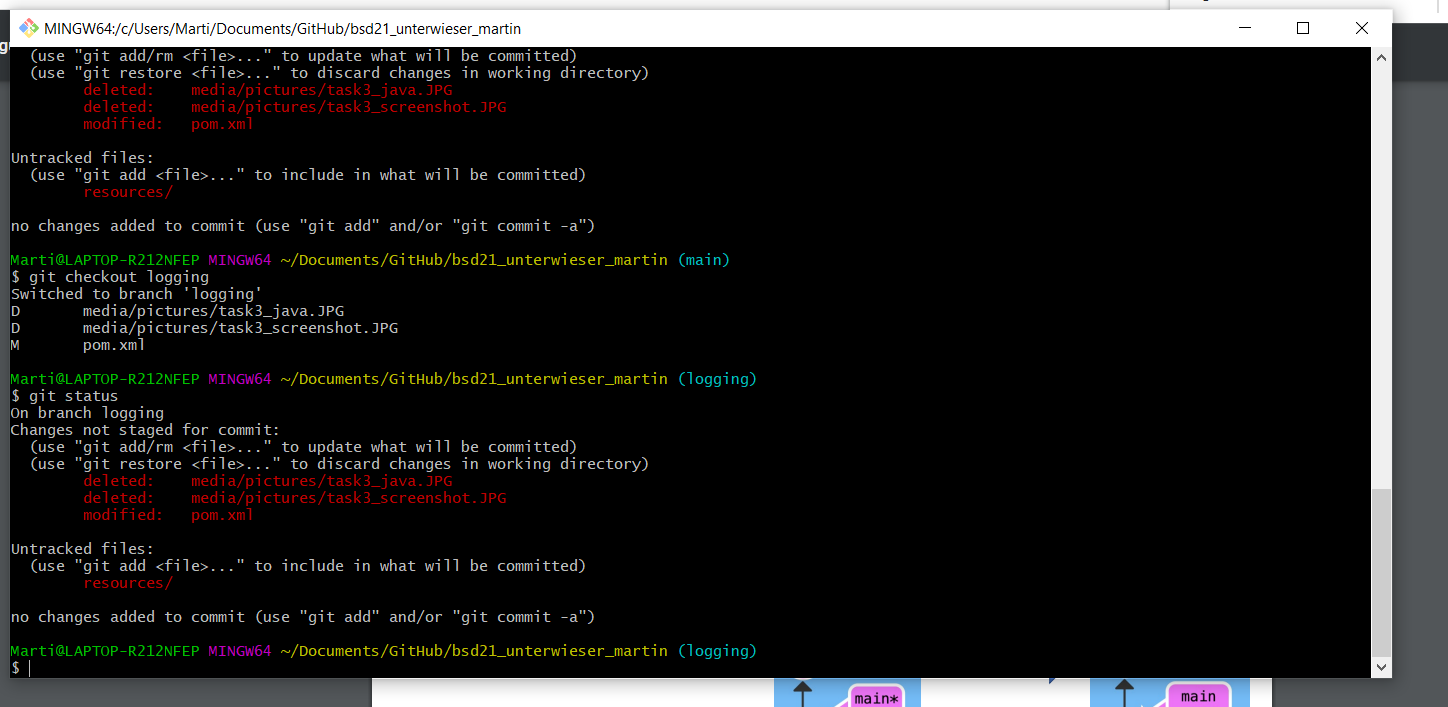 MINGW64:/c/Users/Marti/Documents/GitHub/bsd21_unterwieser_martin
(use "git add/rm <file>..." to update what will be committed)
(use "git restore <file>..." to discard changes in working directory)
deleted:    media/pictures/task3_java.JPG
deleted:    media/pictures/task3_screenshot.JPG
modified:   pom.xml
Untracked files:
(use "git add <file>..." to include in what will be committed)
resources/
no changes added to commit (use "git add" and/or "git commit -a")
Marti@LAPTOP-R212NFEP MINGW64 ~/Documents/GitHub/bsd21_unterwieser_martin (main)
$ git checkout logging
Switched to branch 'logging'
D       media/pictures/task3_java.JPG
D       media/pictures/task3_screenshot.JPG
M       pom.xml
Marti@LAPTOP-R212NFEP MINGW64 ~/Documents/GitHub/bsd21_unterwieser_martin (logging)
$ git status
On branch logging
Changes not staged for commit:
(use "git add/rm <file>..." to update what will be committed)
(use "git restore <file>..." to discard changes in working directory)
deleted:    media/pictures/task3_java.JPG
deleted:    media/pictures/task3_screenshot.JPG
modified:   pom.xml
Untracked files:
(use "git add <file>..." to include in what will be committed)
resources/
no changes added to commit (use "git add" and/or "git commit -a")
Marti@LAPTOP-R212NFEP MINGW64 ~/Documents/GitHub/bsd21_unterwieser_martin (logging)
$
main* main